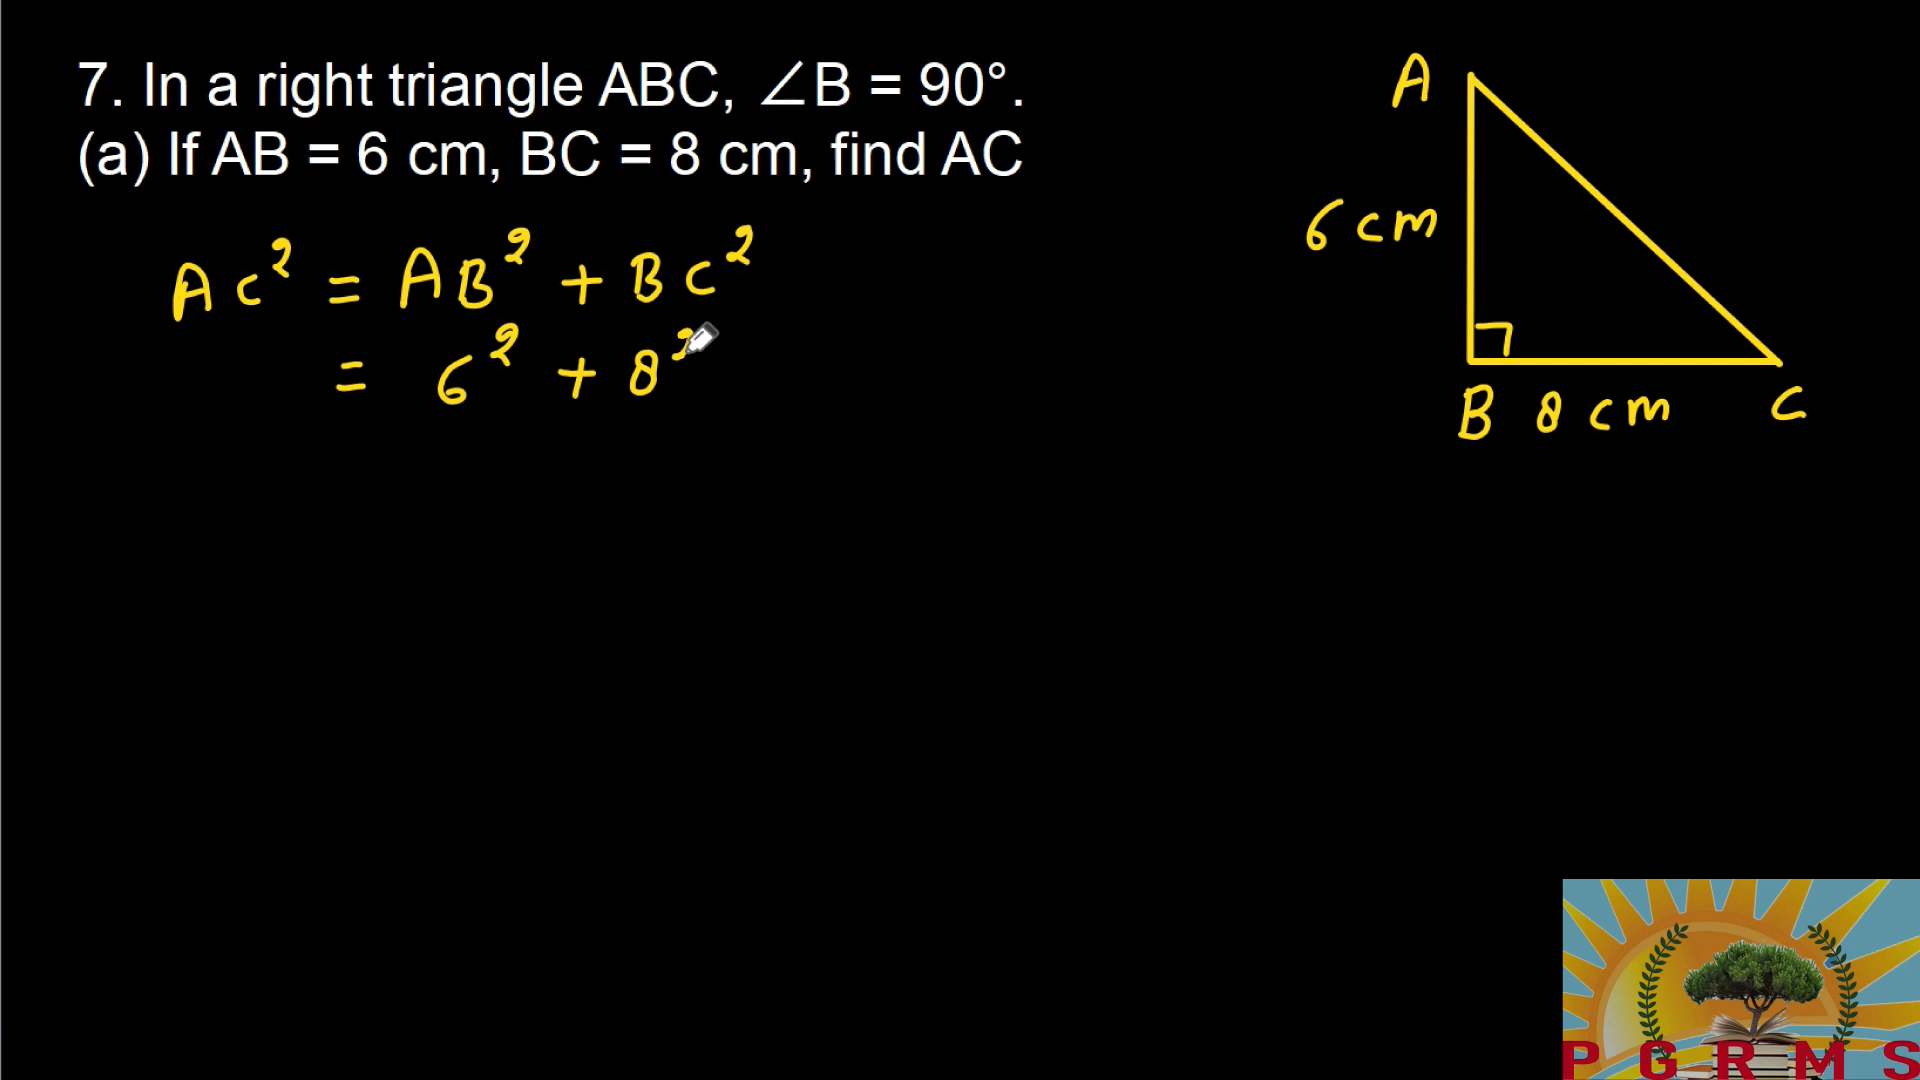 7. In a right triangle ABC, ∠B = 90°.
(a) If AB = 6 cm, BC = 8 cm, find AC
AC² = AB² + BC²
= 6² + 8²
A
6 cm
B 8 cm C
P G R M S